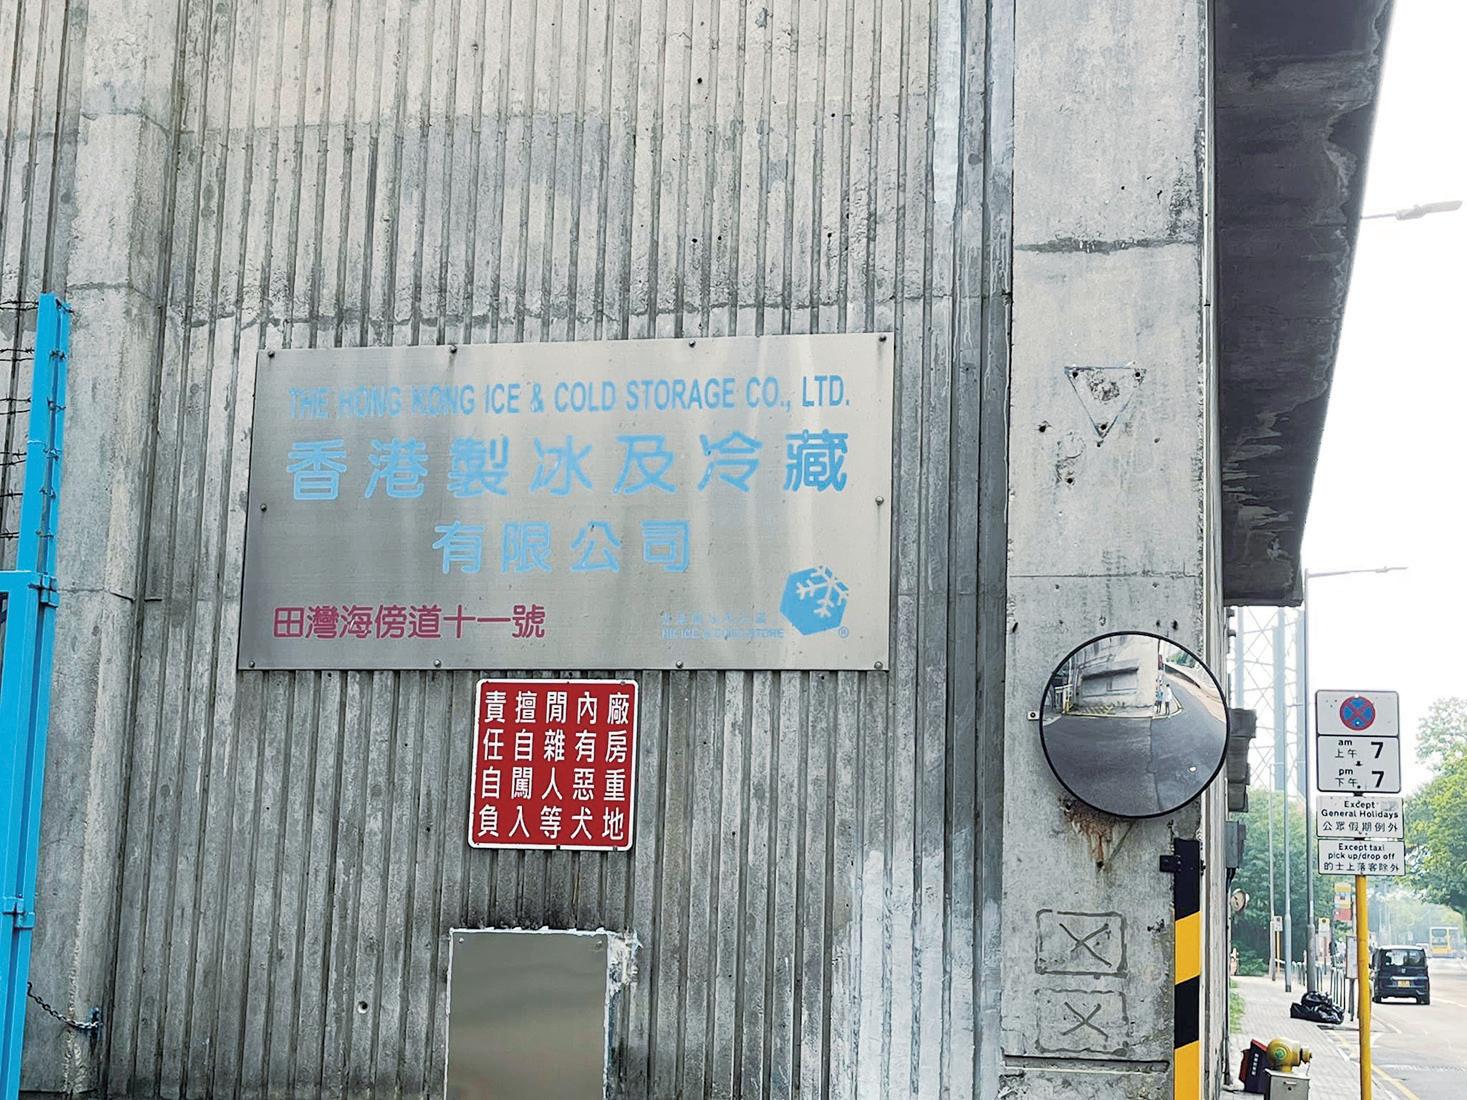 THE HONG KONG ICE & COLD STORAGE CO., LTD.
香港製冰及冷藏
有限公司
田灣海傍道十一號
HK ICE & COLD STORE
®
廠房重地
內有惡犬
閒雜人等
擅自闖入
責任自負
am
上午 7
pm
下午 7
Except
General Holidays
公眾假期例外
Except taxi
pick up/drop off
的士上落客除外